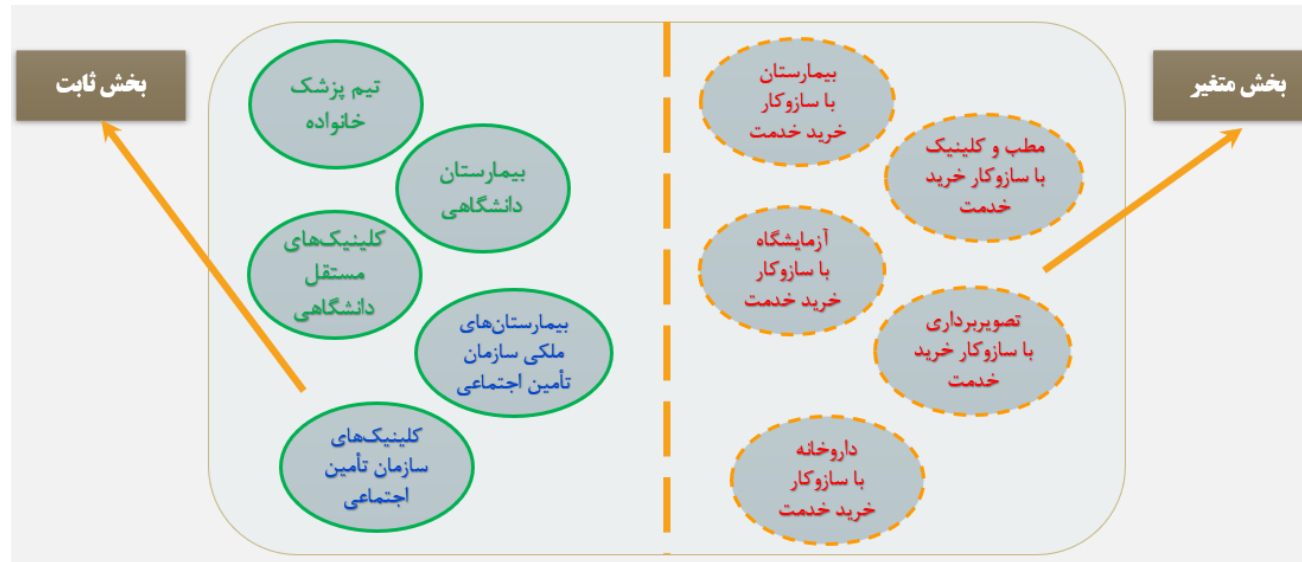 بخش متغیر
بیمارستان
با سازوکار
خرید خدمت
مطب و کلینیک
با سازوکار خرید
خدمت
آزمایشگاه
با سازوکار
خرید خدمت
تصویربرداری
با سازوکار خرید
خدمت
داروخانه
با سازوکار
خرید خدمت
بخش ثابت
تیم پزشک
خانواده
بیمارستان
دانشگاهی
کلینیک‌های
مستقل
دانشگاهی
بیمارستان‌های
ملکی سازمان
تأمین اجتماعی
کلینیک‌های
سازمان تأمین
اجتماعی